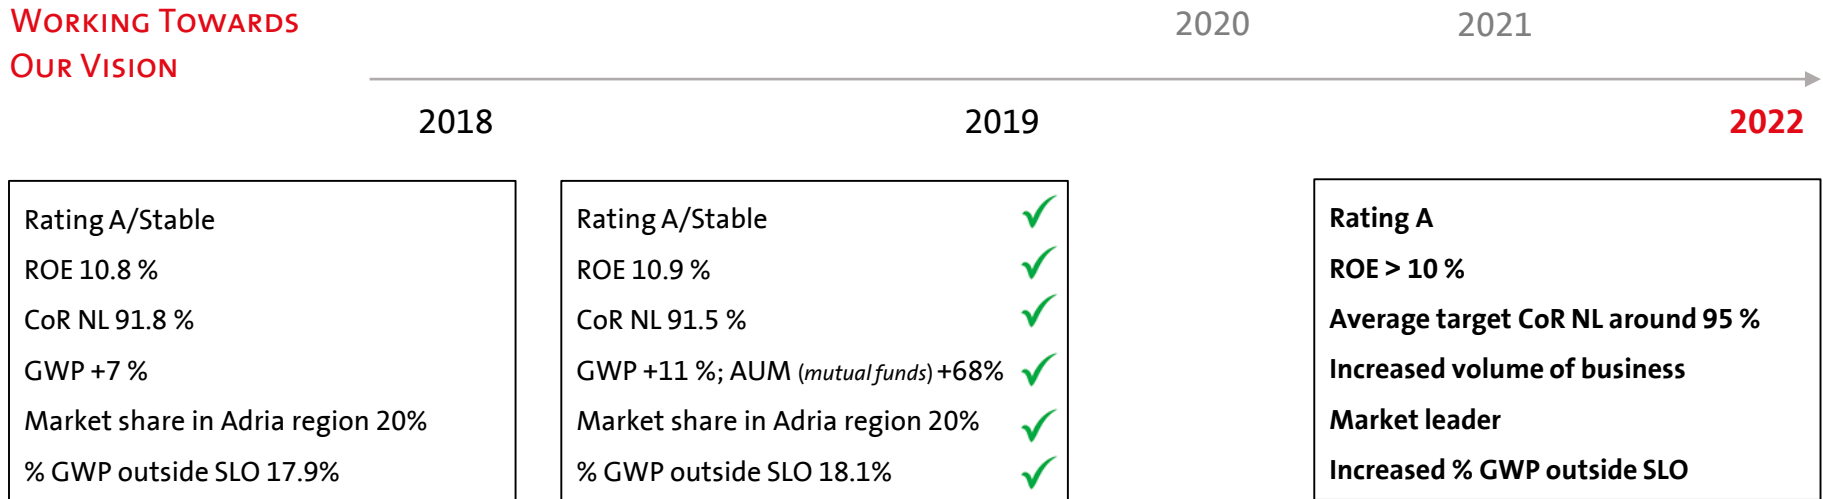 Working Towards
Our Vision
2020
2021
2018
2019
2022
Rating A/Stable
ROE 10.8 %
CoR NL 91.8 %
GWP +7 %
Market share in Adria region 20%
% GWP outside SLO 17.9%
Rating A/Stable
ROE 10.9 %
CoR NL 91.5 %
GWP +11 %; AUM (mutual funds) +68%
Market share in Adria region 20%
% GWP outside SLO 18.1%
Rating A
ROE > 10 %
Average target CoR NL around 95 %
Increased volume of business
Market leader
Increased % GWP outside SLO